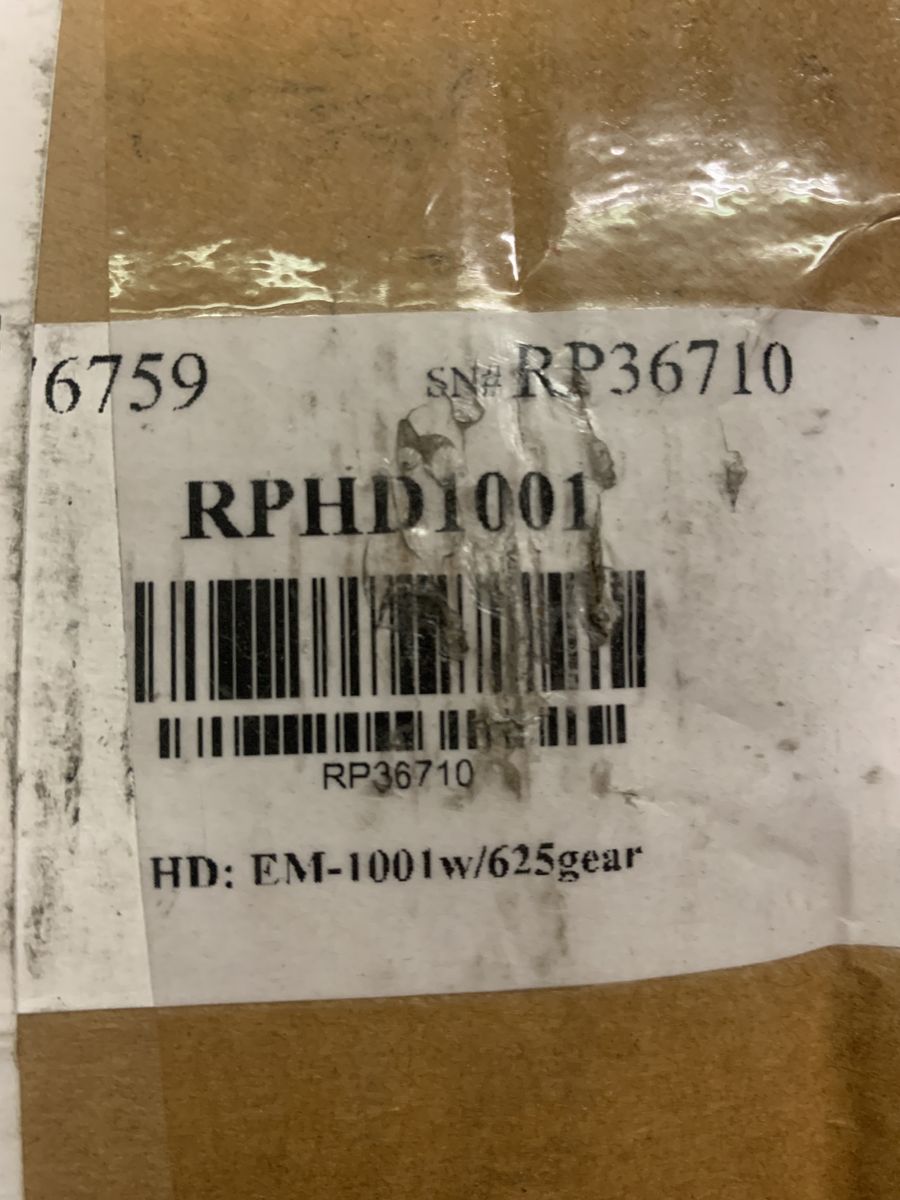 6759 SN# RP36710
RPHD1001
RP36710
HD: EM-1001w/625gear